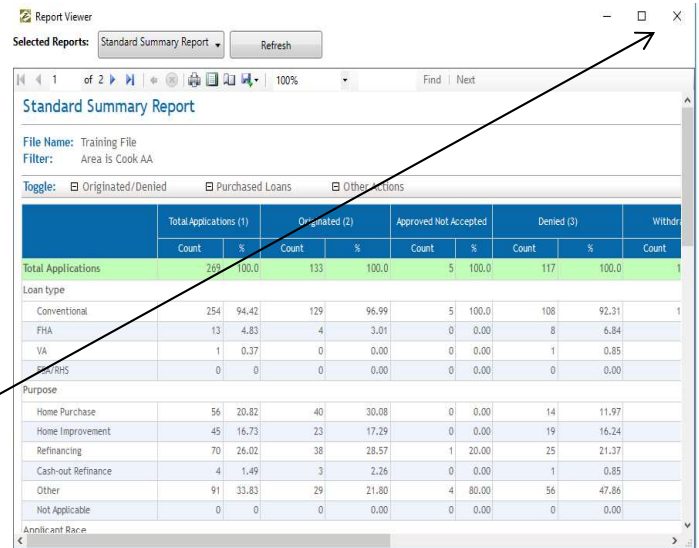 Report Viewer
Selected Reports: Standard Summary Report Refresh
1 of 2 100% Find | Next
Standard Summary Report
File Name: Training File
Filter: Area is Cook AA
Toggle: Originated/Denied Purchased Loans Other Actions
Total Applications (1) Originated (2) Approved Not Accepted Denied (3) Withdr
Count % Count % Count % Count % Count
Total Applications 269 100.0 133 100.0 5 100.0 117 100.0 1
Loan type
Conventional 254 94.42 129 96.99 5 100.0 108 92.31 1
FHA 13 4.83 4 3.01 0 0.00 8 6.84
VA 1 0.37 0 0.00 0 0.00 1 0.85
FSA/RHS 0 0 0 0.00 0 0.00 0 0.00
Purpose
Home Purchase 56 20.82 40 30.08 0 0.00 14 11.97
Home Improvement 45 16.73 23 17.29 0 0.00 19 16.24
Refinancing 70 26.02 38 28.57 1 20.00 25 21.37
Cash-out Refinance 4 1.49 3 2.26 0 0.00 1 0.85
Other 91 33.83 29 21.80 4 80.00 56 47.86
Not Applicable 0 0 0 0.00 0 0.00 0 0.00
Applicant Race